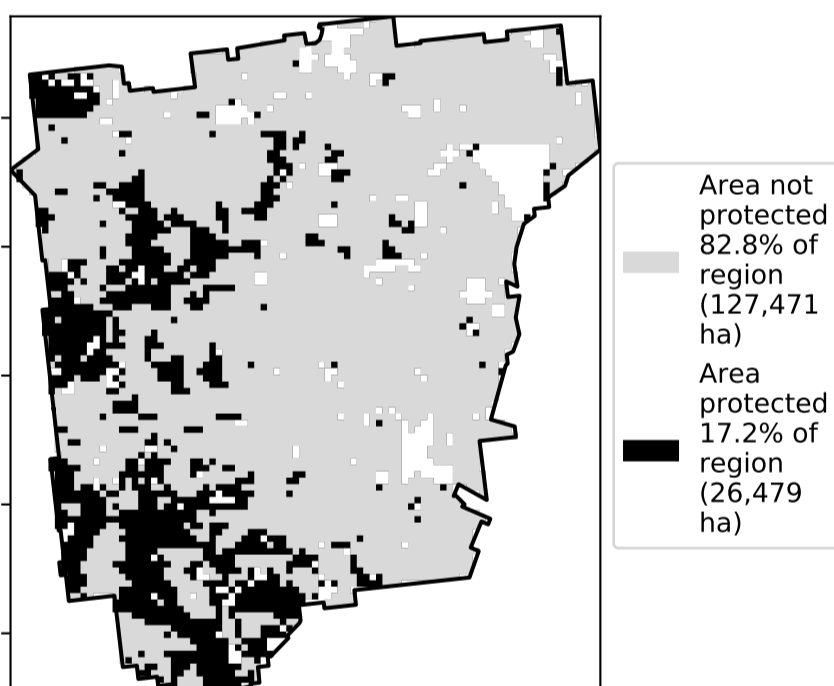 Area not
protected
82.8% of
region
(127,471
ha)
Area
protected
17.2% of
region
(26,479
ha)